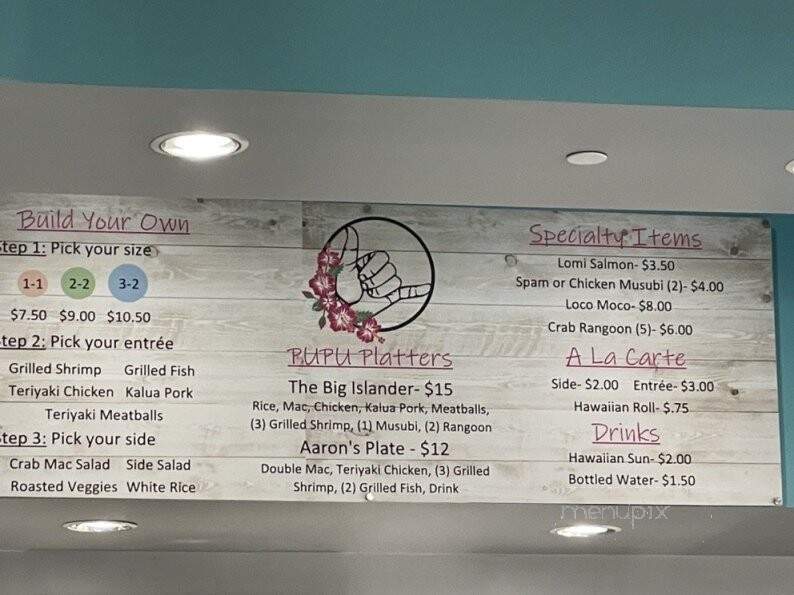 Build Your Own
Step 1: Pick your size
1-1 2-2 3-2
$7.50 $9.00 $10.50
Step 2: Pick your entrée
Grilled Shrimp Grilled Fish
Teriyaki Chicken Kalua Pork
Teriyaki Meatballs
Step 3: Pick your side
Crab Mac Salad Side Salad
Roasted Veggies White Rice
PUPU Platters
The Big Islander- $15
Rice, Mac, Chicken, Kalua Pork, Meatballs,
(3) Grilled Shrimp, (1) Musubi, (2) Rangoon
Aaron's Plate - $12
Double Mac, Teriyaki Chicken, (3) Grilled
Shrimp, (2) Grilled Fish, Drink
Specialty Items
Lomi Salmon- $3.50
Spam or Chicken Musubi (2)- $4.00
Loco Moco- $8.00
Crab Rangoon (5)- $6.00
A La Carte
Side- $2.00 Entrée- $3.00
Hawaiian Roll- $.75
Drinks
Hawaiian Sun- $2.00
Bottled Water- $1.50
menupix